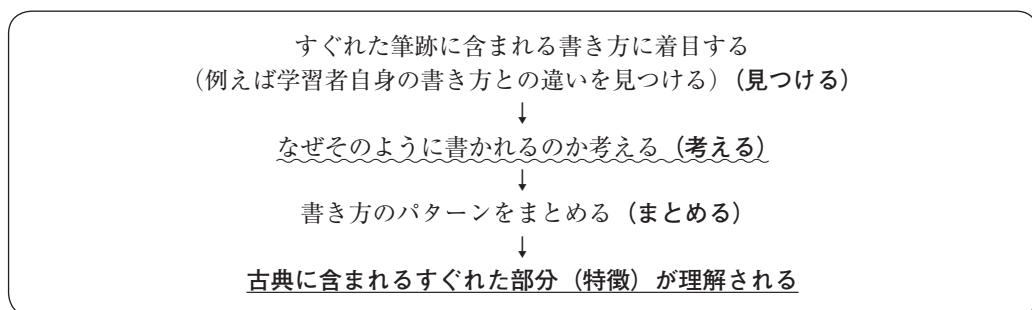 すぐれた筆跡に含まれる書き方に着目する
(例えば学習者自身の書き方との違いを見つける)(見つける)
↓
なぜそのように書かれるのか考える(考える)
↓
書き方のパターンをまとめる(まとめる)
↓
古典に含まれるすぐれた部分(特徴)が理解される